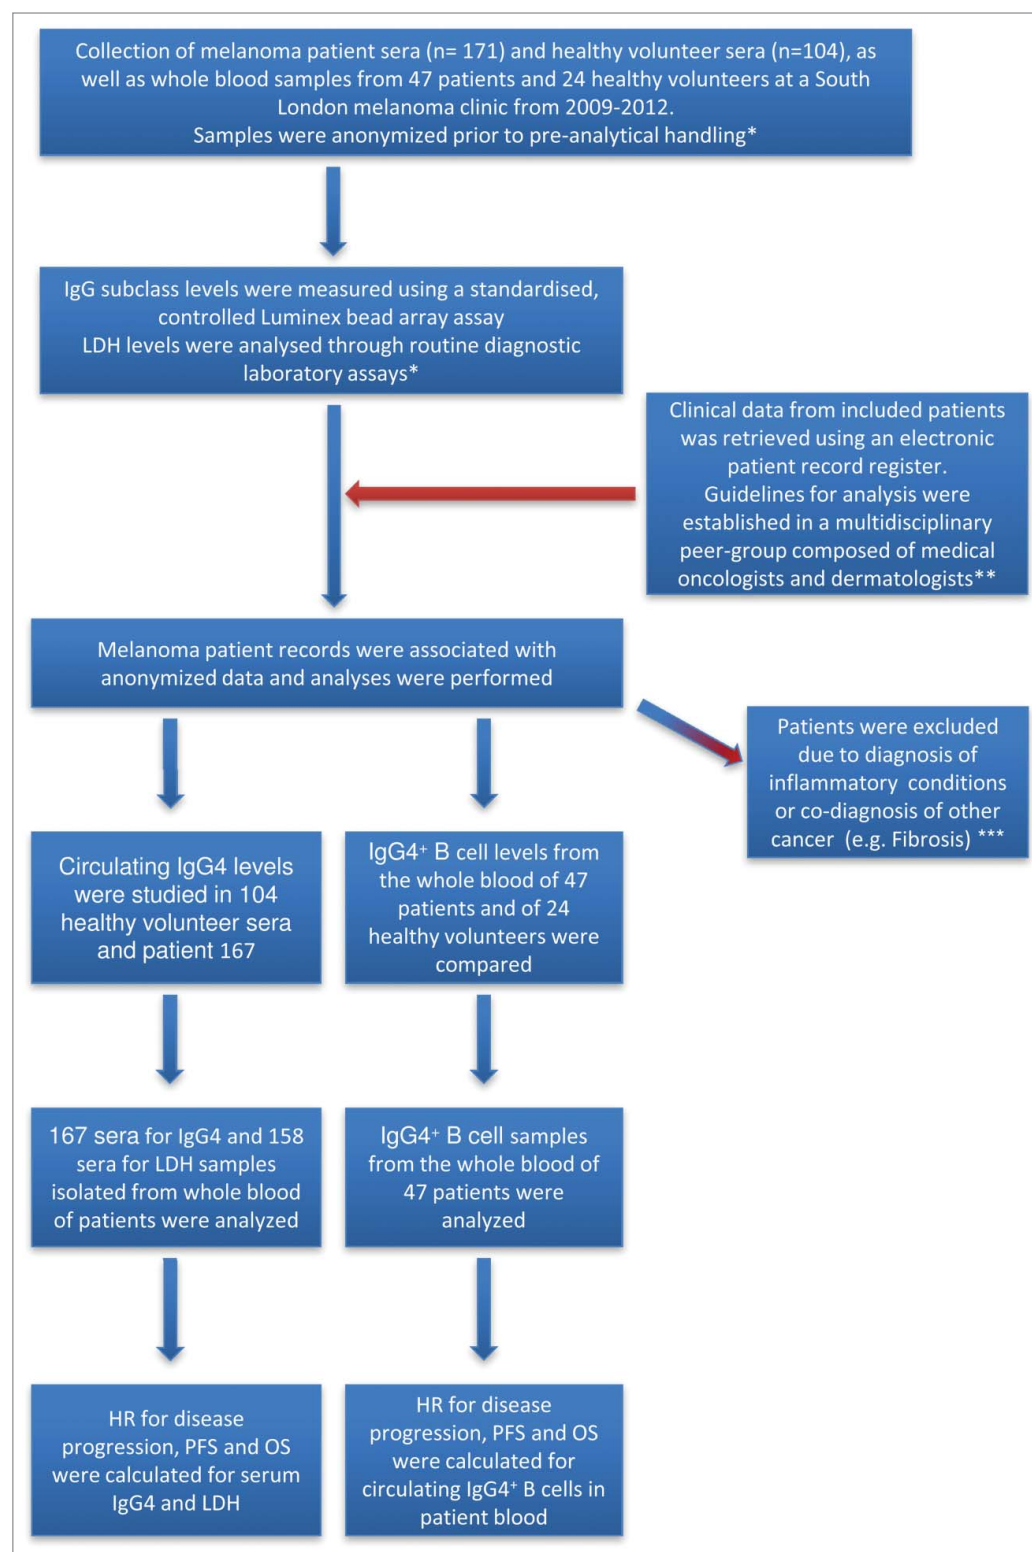 Collection of melanoma patient sera (n= 171) and healthy volunteer sera (n=104), as
well as whole blood samples from 47 patients and 24 healthy volunteers at a South
London melanoma clinic from 2009-2012.
Samples were anonymized prior to pre-analytical handling*
IgG subclass levels were measured using a standardised,
controlled Luminex bead array assay
LDH levels were analysed through routine diagnostic
laboratory assays*
Clinical data from included patients
was retrieved using an electronic
patient record register.
Guidelines for analysis were
established in a multidisciplinary
peer-group composed of medical
oncologists and dermatologists**
Melanoma patient records were associated with
anonymized data and analyses were performed
Patients were excluded
due to diagnosis of
inflammatory conditions
or co-diagnosis of other
cancer (e.g. Fibrosis) ***
Circulating IgG4 levels
were studied in 104
healthy volunteer sera
and patient 167
IgG4⁺ B cell levels from
the whole blood of 47
patients and of 24
healthy volunteers were
compared
167 sera for IgG4 and 158
sera for LDH samples
isolated from whole blood
of patients were analyzed
IgG4⁺ B cell samples
from the whole blood of
47 patients were
analyzed
HR for disease
progression, PFS and OS
were calculated for serum
IgG4 and LDH
HR for disease
progression, PFS and OS
were calculated for
circulating IgG4⁺ B cells in
patient blood